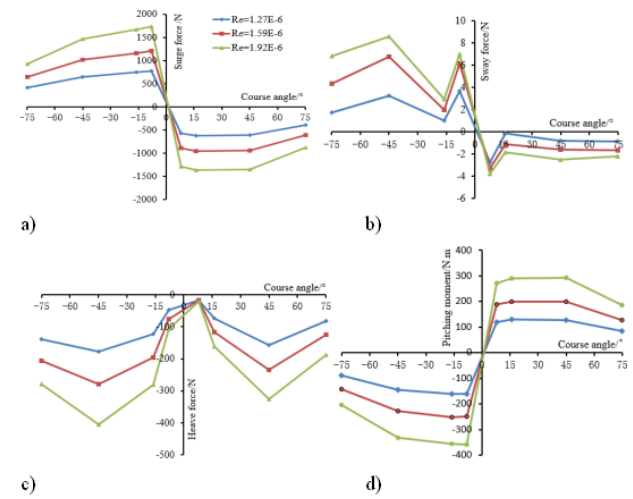 a)
Surge force /N
2000
1500
1000
500
0
-500
-1000
-1500
-2000
Re=1.27E-6
Re=1.59E-6
Re=1.92E-6
Course angle/°
-75 -60 -45 -30 -15 0 15 30 45 60 75
b)
Sway force/N
10
8
6
4
2
0
-2
-4
-6
Course angle/°
-75 -60 -45 -30 -15 0 15 30 45 60 75
c)
Heave force/N
Course angle/°
-75 -60 -45 -30 -15 0 15 30 45 60 75
0
-100
-200
-300
-400
-500
d)
Pitching moment/N.m
400
300
200
100
0
-100
-200
-300
-400
Course angle/°
-75 -60 -45 -30 -15 0 15 30 45 60 75